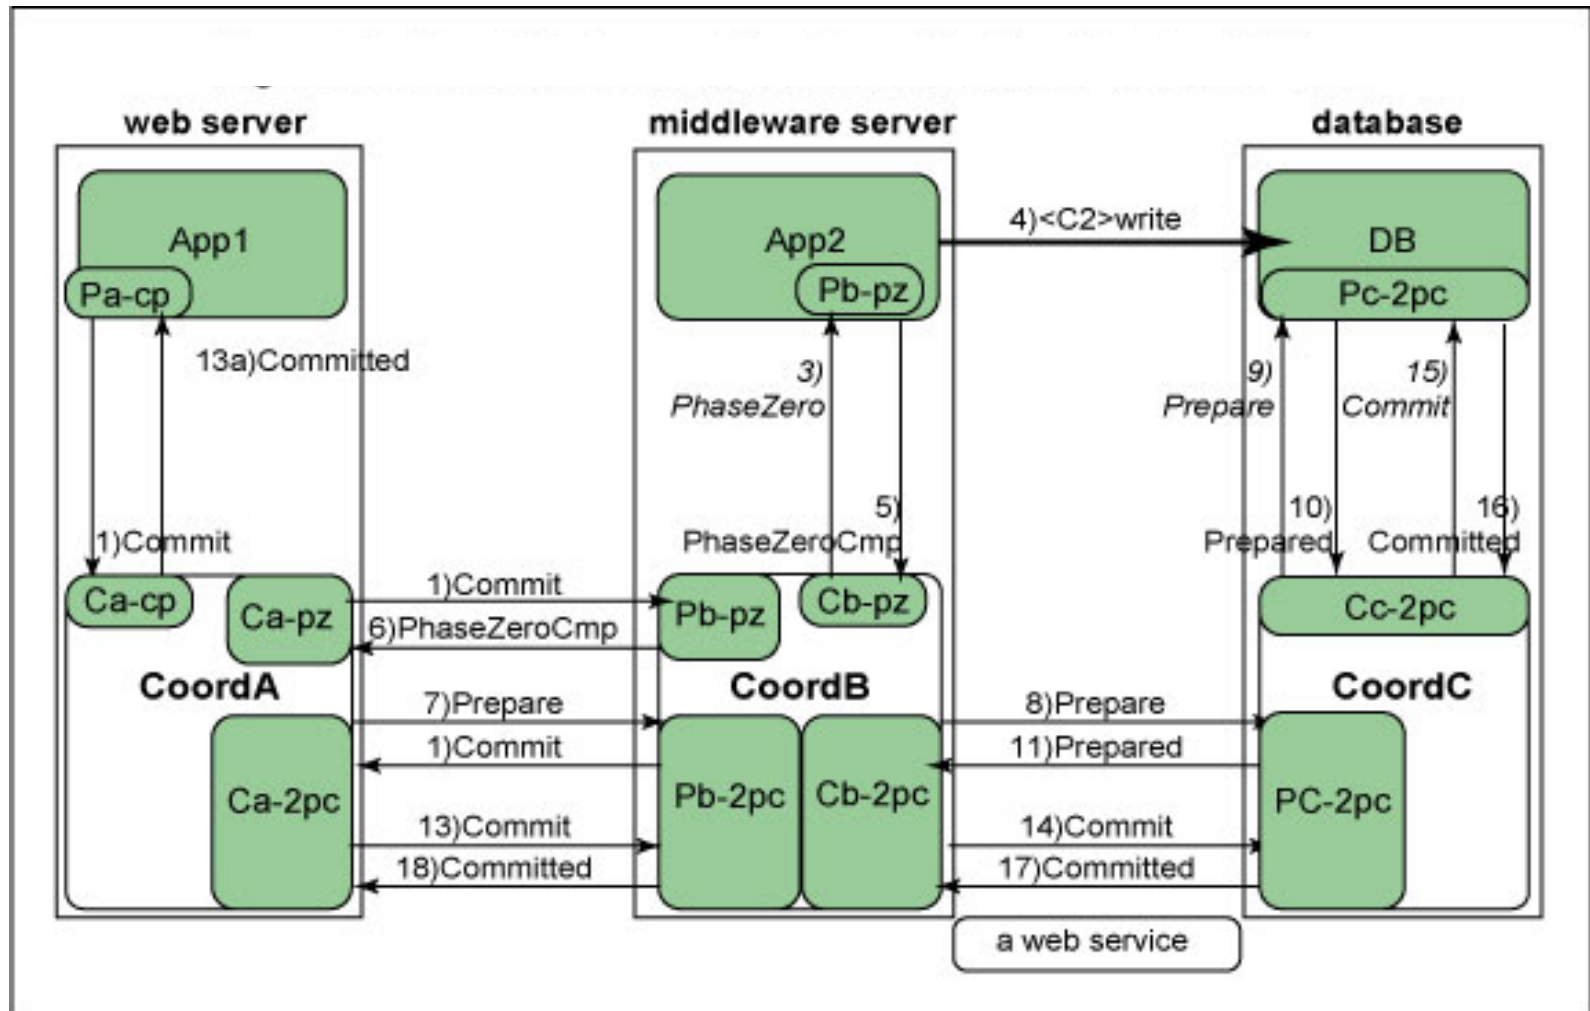 web server
middleware server
database
App1
Pa-cp
13a)Committed
1)Commit
Ca-cp
Ca-pz
CoordA
Ca-2pc
1)Commit
6)PhaseZeroCmp
7)Prepare
1)Commit
13)Commit
18)Committed
App2
Pb-pz
3)
PhaseZero
5)
PhaseZeroCmp
Pb-pz
Cb-pz
CoordB
Pb-2pc
Cb-2pc
4)<C2>write
8)Prepare
11)Prepared
14)Commit
17)Committed
a web service
DB
Pc-2pc
9)
Prepare
15)
Commit
10)
Prepared
16)
Committed
Cc-2pc
CoordC
PC-2pc